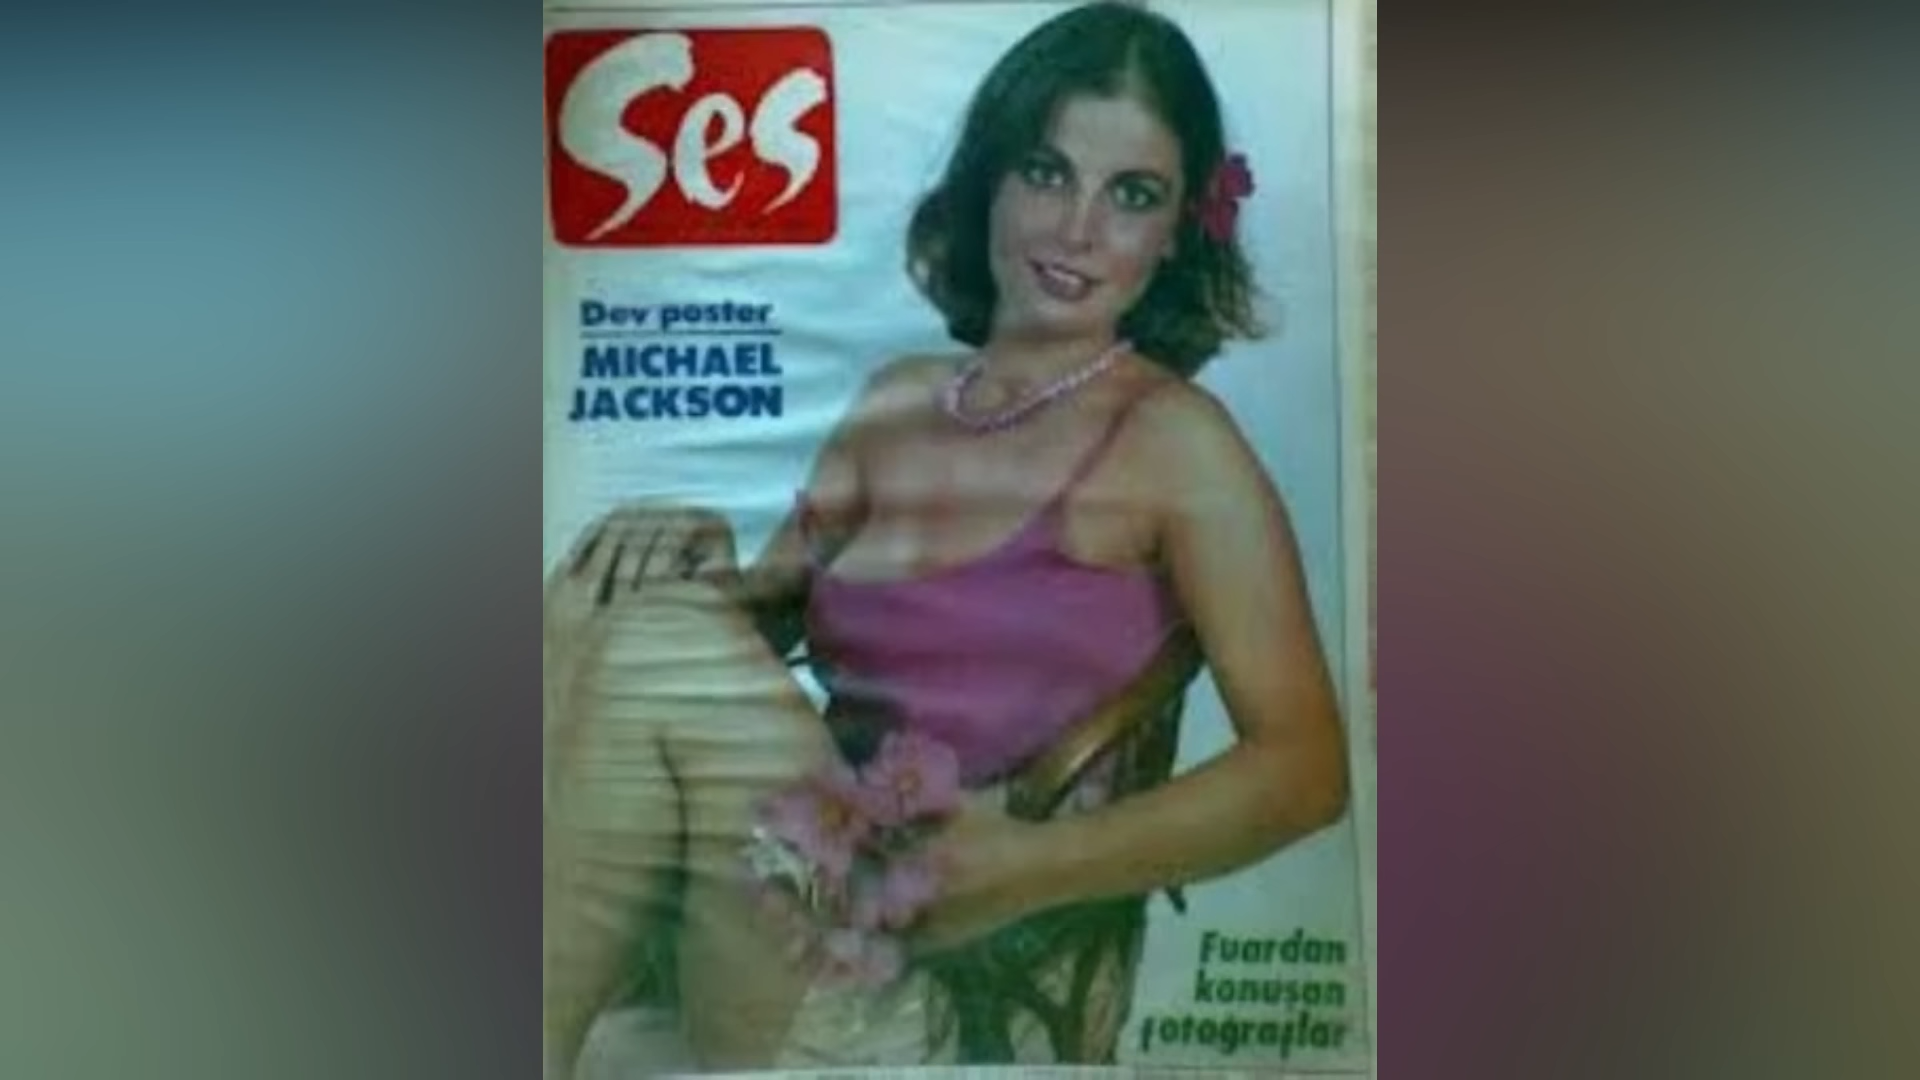 Ses
Dev poster
MICHAEL
JACKSON
Fuardan
konuşan
fotoğraflar